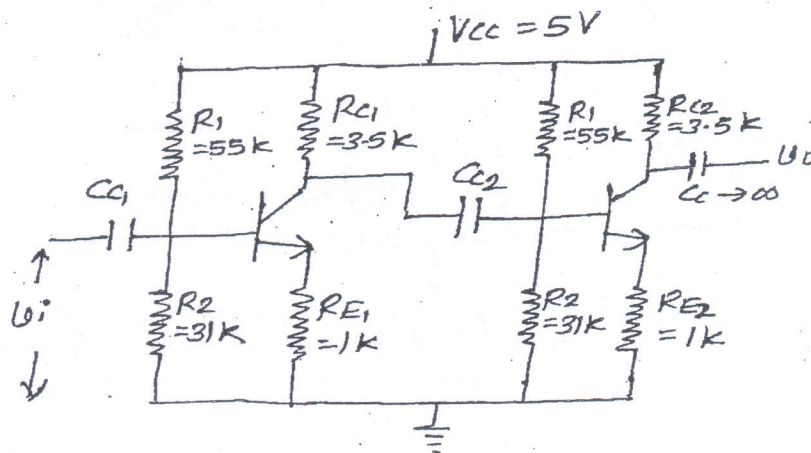 Vcc = 5V
R1
=55K
Rc1
=3.5K
R1
=55K
Rc2
=3.5K
Cc1
Cc2
Cc→∞
R2
=31K
RE1
=1K
R2
=31K
RE2
=1K